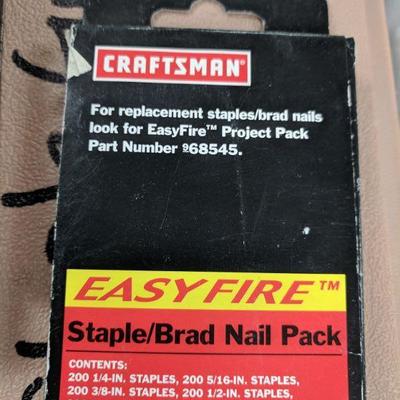 CRAFTSMAN®
For replacement staples/brad nails
look for EasyFire™ Project Pack
Part Number 968545.
EASYFIRE™
Staple/Brad Nail Pack
CONTENTS:
200 1/4-IN. STAPLES, 200 5/16-IN. STAPLES,
200 3/8-IN. STAPLES, 200 1/2-IN. STAPLES,